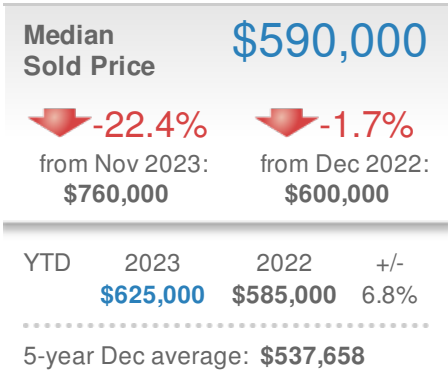 Median $590,000
Sold Price
-22.4% -1.7%
from Nov 2023: from Dec 2022:
$760,000 $600,000
YTD 2023 2022 +/-
$625,000 $585,000 6.8%
5-year Dec average: $537,658